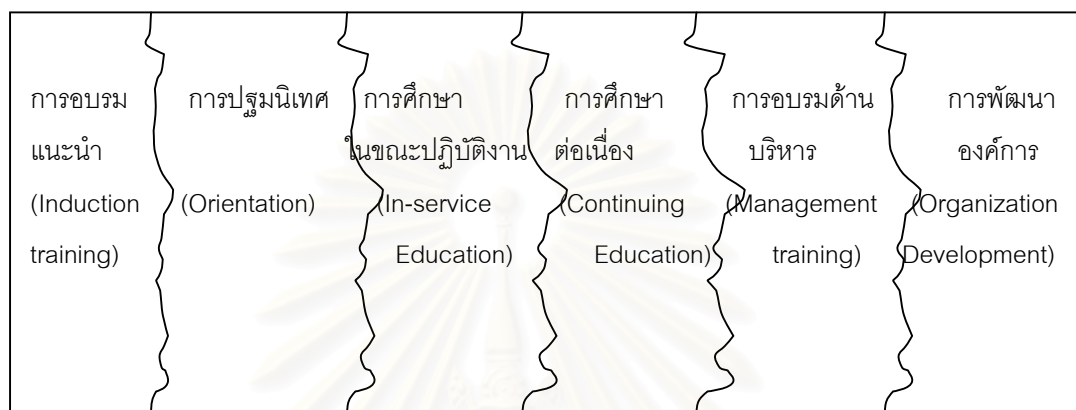 การอบรม
แนะนำ
(Induction
training)
การปฐมนิเทศ
(Orientation)
การศึกษา
ในขณะปฏิบัติงาน
(In-service
Education)
การศึกษา
ต่อเนื่อง
(Continuing
Education)
การอบรมด้าน
บริหาร
(Management
training)
การพัฒนา
องค์การ
(Organization
Development)